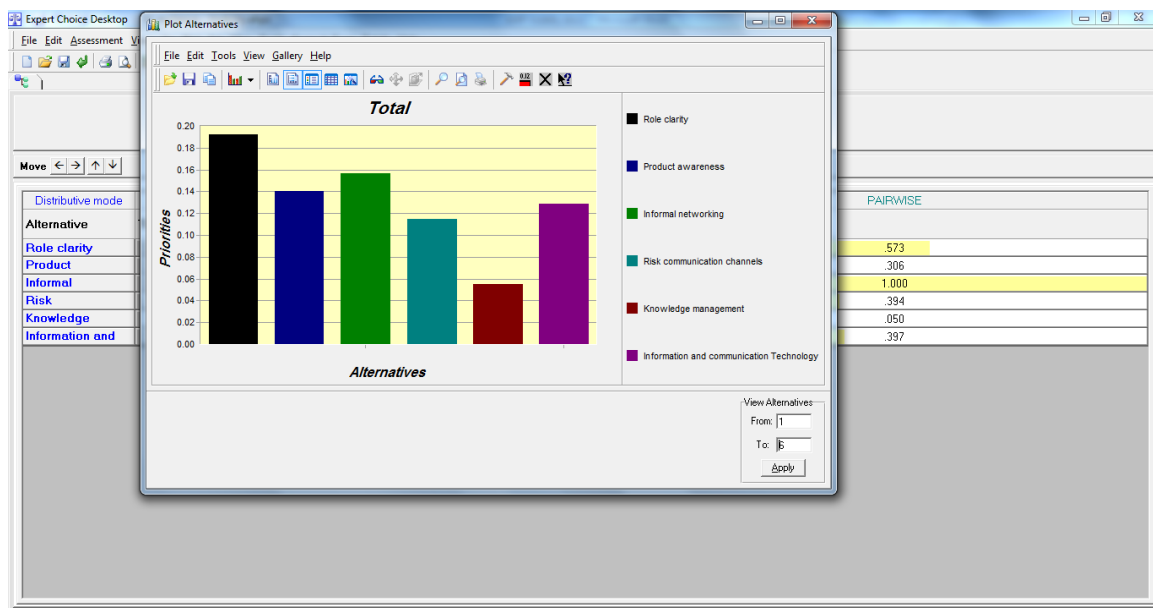 Expert Choice Desktop
File Edit Assessment
Plot Alternatives
File Edit Tools View Gallery Help
Total
0.20
0.18
0.16
0.14
0.12
0.10
0.08
0.06
0.04
0.02
0.00
Priorities
Alternatives
Role clarity
Product awareness
Informal networking
Risk communication channels
Knowledge management
Information and communication Technology
View Alternatives
From: 1
To: 6
Apply
Move
Distributive mode
PAIRWISE
Alternative
Role clarity .573
Product .306
Informal 1.000
Risk .394
Knowledge .050
Information and .397